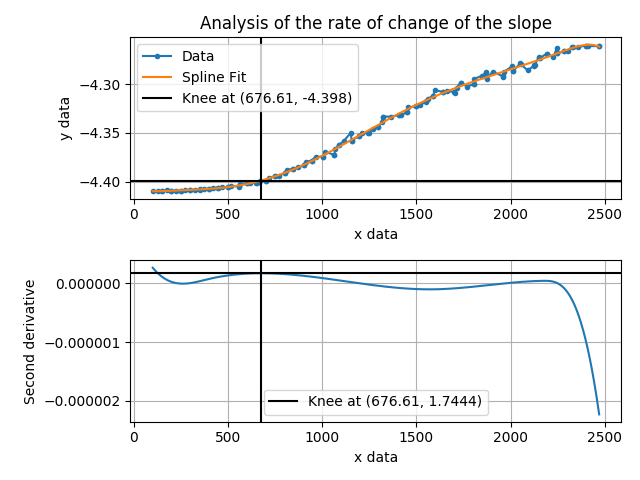 Analysis of the rate of change of the slope
Data
Spline Fit
Knee at (676.61, -4.398)
y data
−4.30
−4.35
−4.40
0 500 1000 1500 2000 2500
x data
Second derivative
0.000000
−0.000001
−0.000002
Knee at (676.61, 1.7444)
0 500 1000 1500 2000 2500
x data